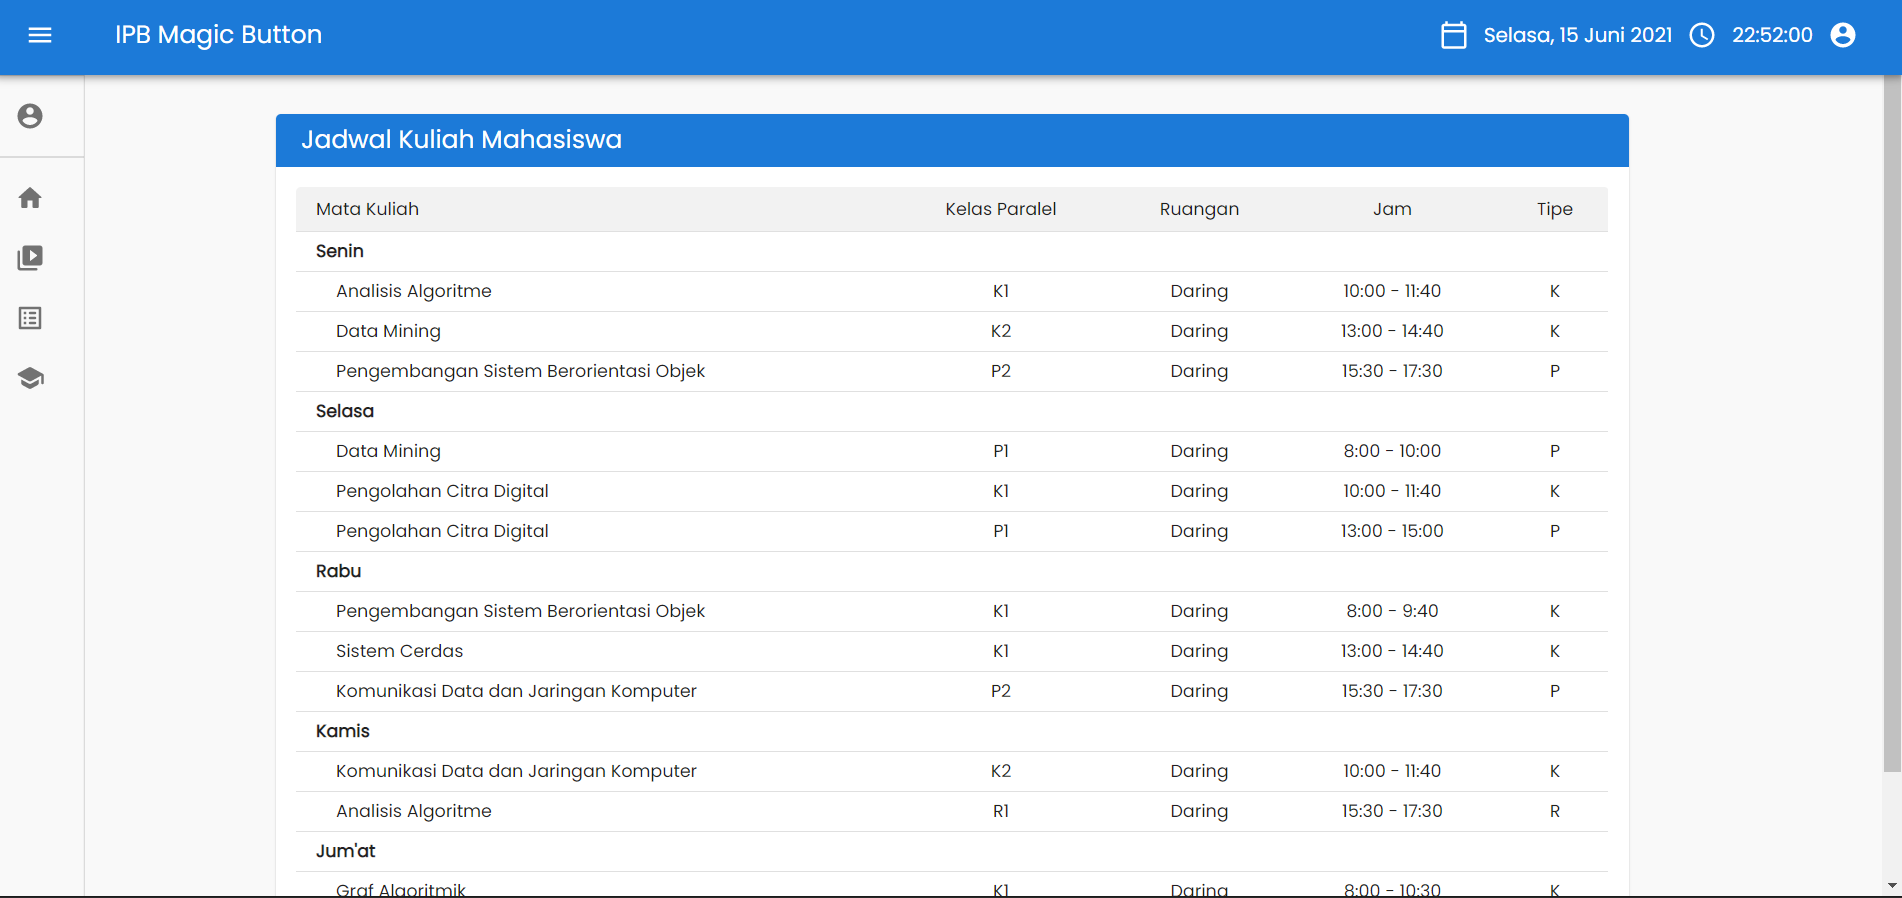 IPB Magic Button
Selasa, 15 Juni 2021 22:52:00
Jadwal Kuliah Mahasiswa
Mata Kuliah Kelas Paralel Ruangan Jam Tipe
Senin
Analisis Algoritme K1 Daring 10:00 - 11:40 K
Data Mining K2 Daring 13:00 - 14:40 K
Pengembangan Sistem Berorientasi Objek P2 Daring 15:30 - 17:30 P
Selasa
Data Mining P1 Daring 8:00 - 10:00 P
Pengolahan Citra Digital K1 Daring 10:00 - 11:40 K
Pengolahan Citra Digital P1 Daring 13:00 - 15:00 P
Rabu
Pengembangan Sistem Berorientasi Objek K1 Daring 8:00 - 9:40 K
Sistem Cerdas K1 Daring 13:00 - 14:40 K
Komunikasi Data dan Jaringan Komputer P2 Daring 15:30 - 17:30 P
Kamis
Komunikasi Data dan Jaringan Komputer K2 Daring 10:00 - 11:40 K
Analisis Algoritme R1 Daring 15:30 - 17:30 R
Jum'at
Graf Algoritmik K1 Daring 8:00 - 10:30 K